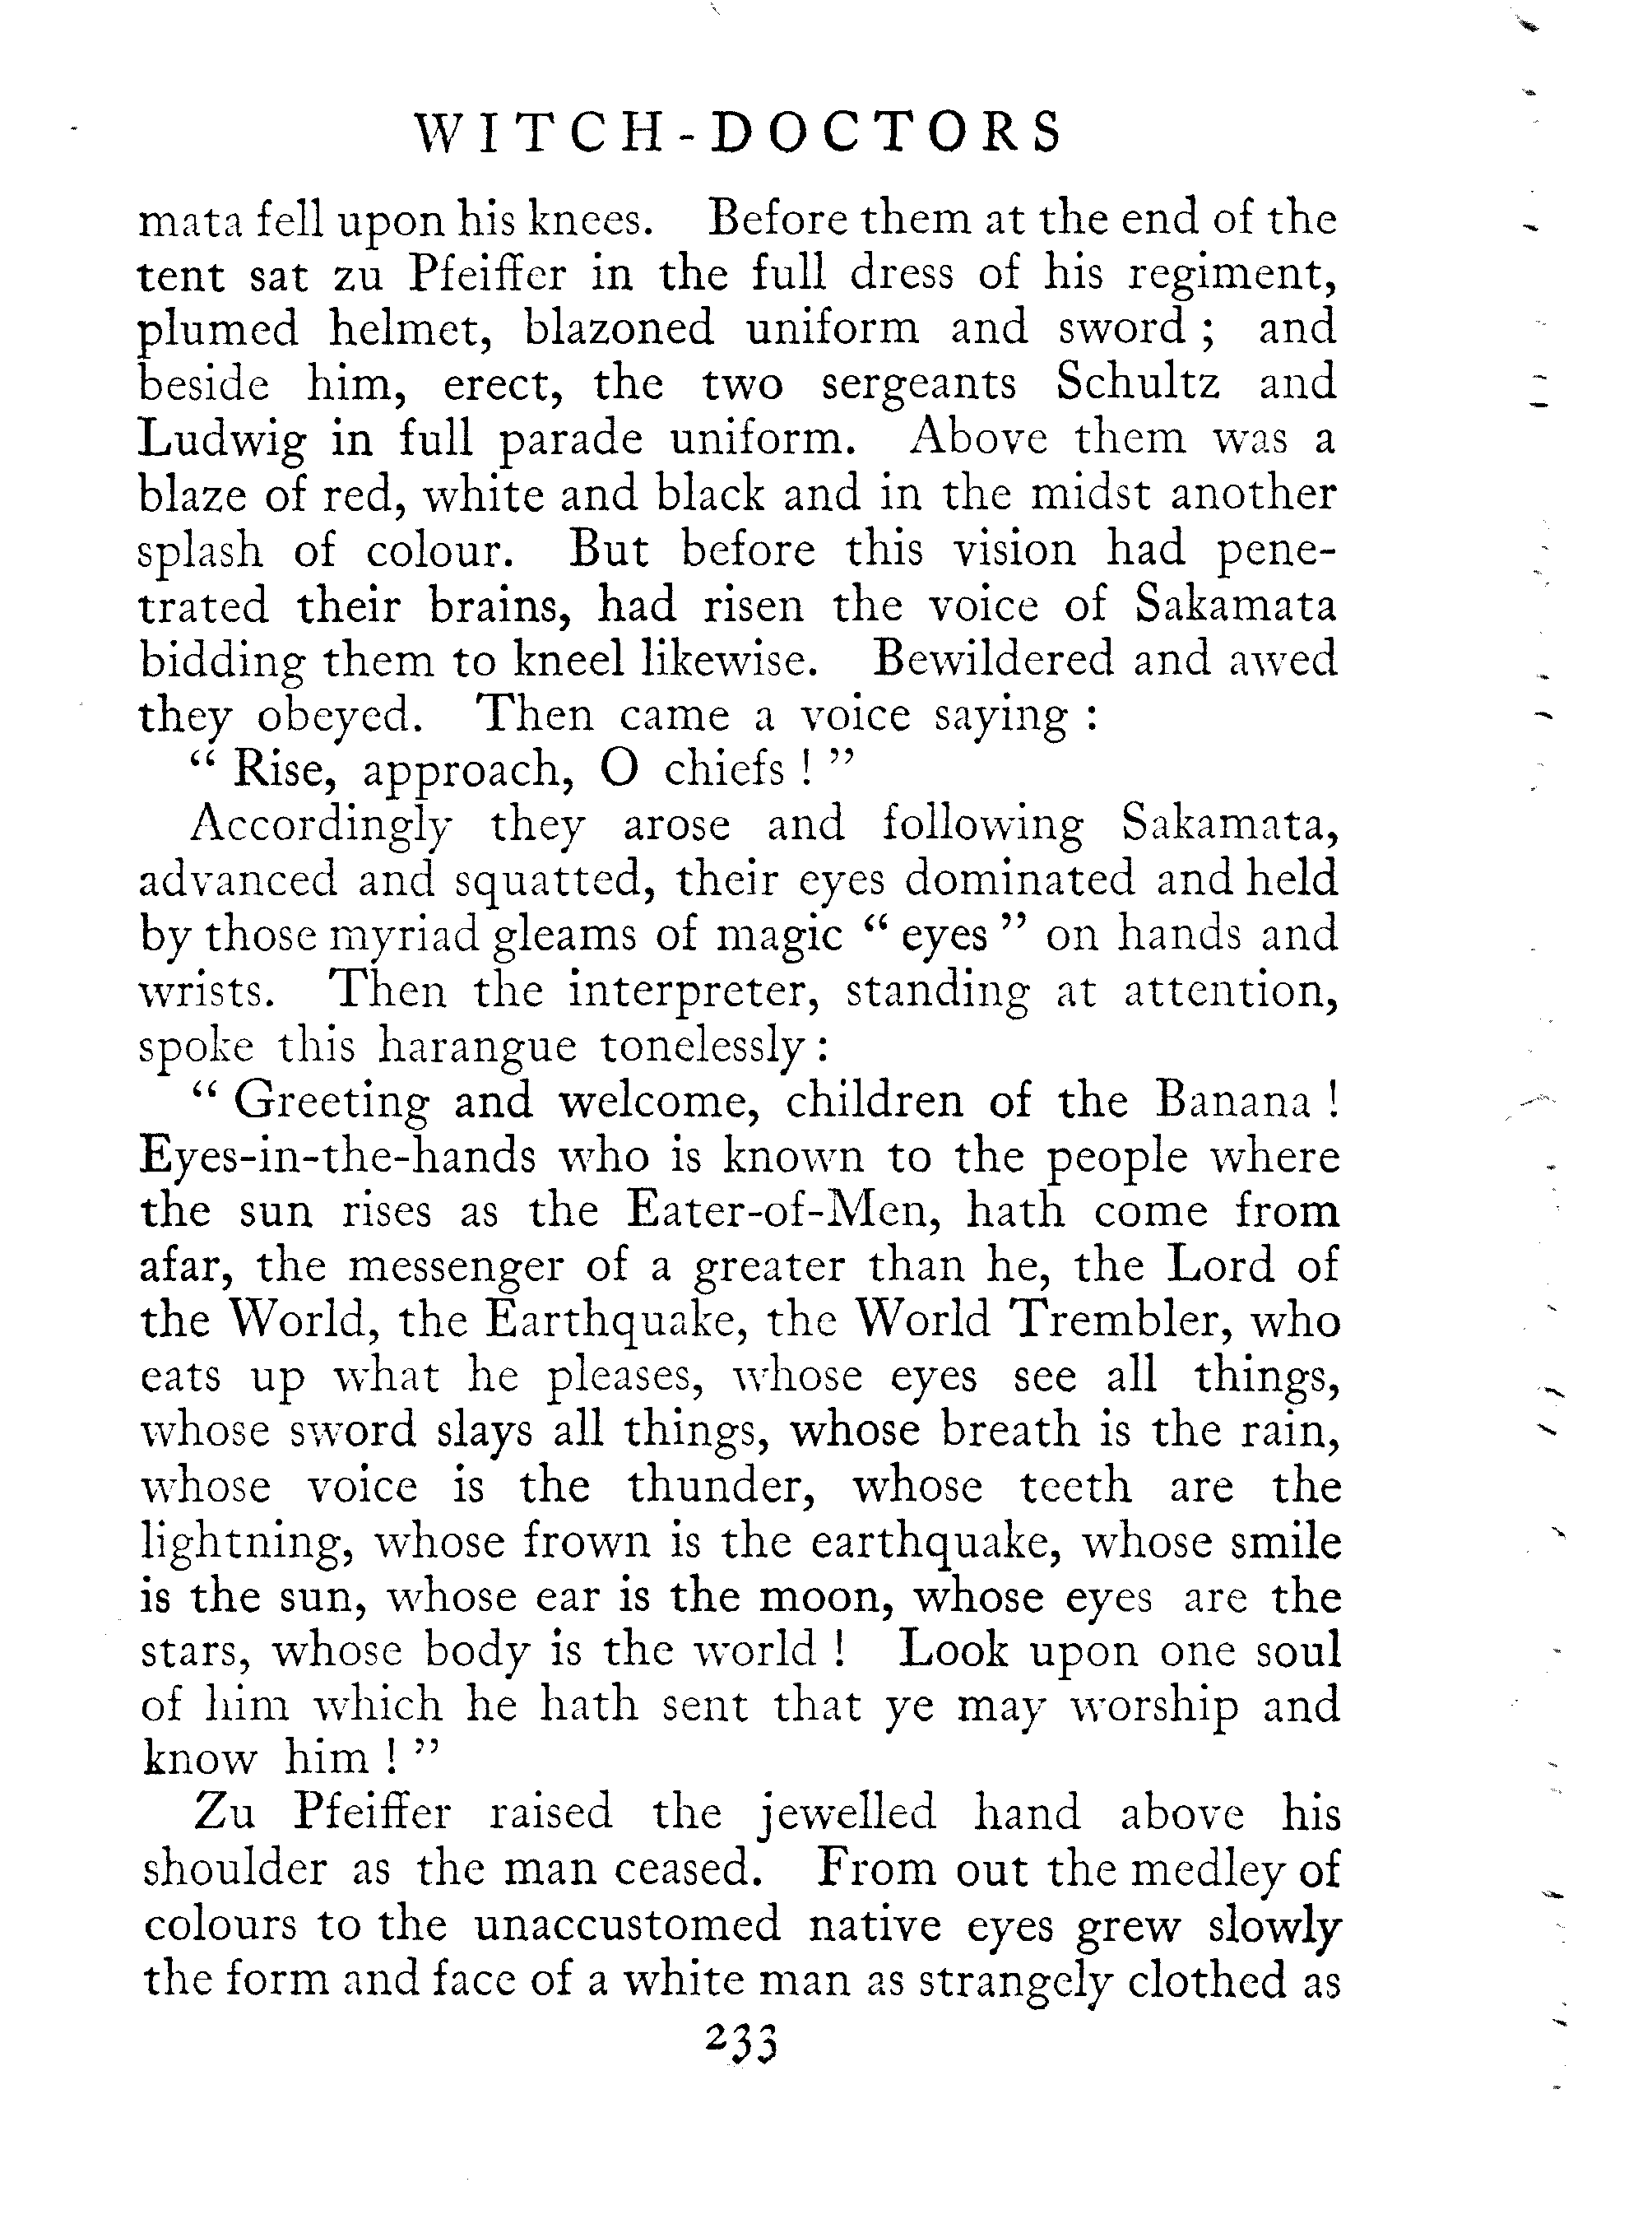 WITCH-DOCTORS
mata fell upon his knees. Before them at the end of the
tent sat zu Pfeiffer in the full dress of his regiment,
plumed helmet, blazoned uniform and sword ; and
beside him, erect, the two sergeants Schultz and
Ludwig in full parade uniform. Above them was a
blaze of red, white and black and in the midst another
splash of colour. But before this vision had pene-
trated their brains, had risen the voice of Sakamata
bidding them to kneel likewise. Bewildered and awed
they obeyed. Then came a voice saying :
“ Rise, approach, O chiefs ! ”
Accordingly they arose and following Sakamata,
advanced and squatted, their eyes dominated and held
by those myriad gleams of magic “ eyes ” on hands and
wrists. Then the interpreter, standing at attention,
spoke this harangue tonelessly :
“ Greeting and welcome, children of the Banana !
Eyes-in-the-hands who is known to the people where
the sun rises as the Eater-of-Men, hath come from
afar, the messenger of a greater than he, the Lord of
the World, the Earthquake, the World Trembler, who
eats up what he pleases, whose eyes see all things,
whose sword slays all things, whose breath is the rain,
whose voice is the thunder, whose teeth are the
lightning, whose frown is the earthquake, whose smile
is the sun, whose ear is the moon, whose eyes are the
stars, whose body is the world ! Look upon one soul
of him which he hath sent that ye may worship and
know him ! ”
Zu Pfeiffer raised the jewelled hand above his
shoulder as the man ceased. From out the medley of
colours to the unaccustomed native eyes grew slowly
the form and face of a white man as strangely clothed as
233